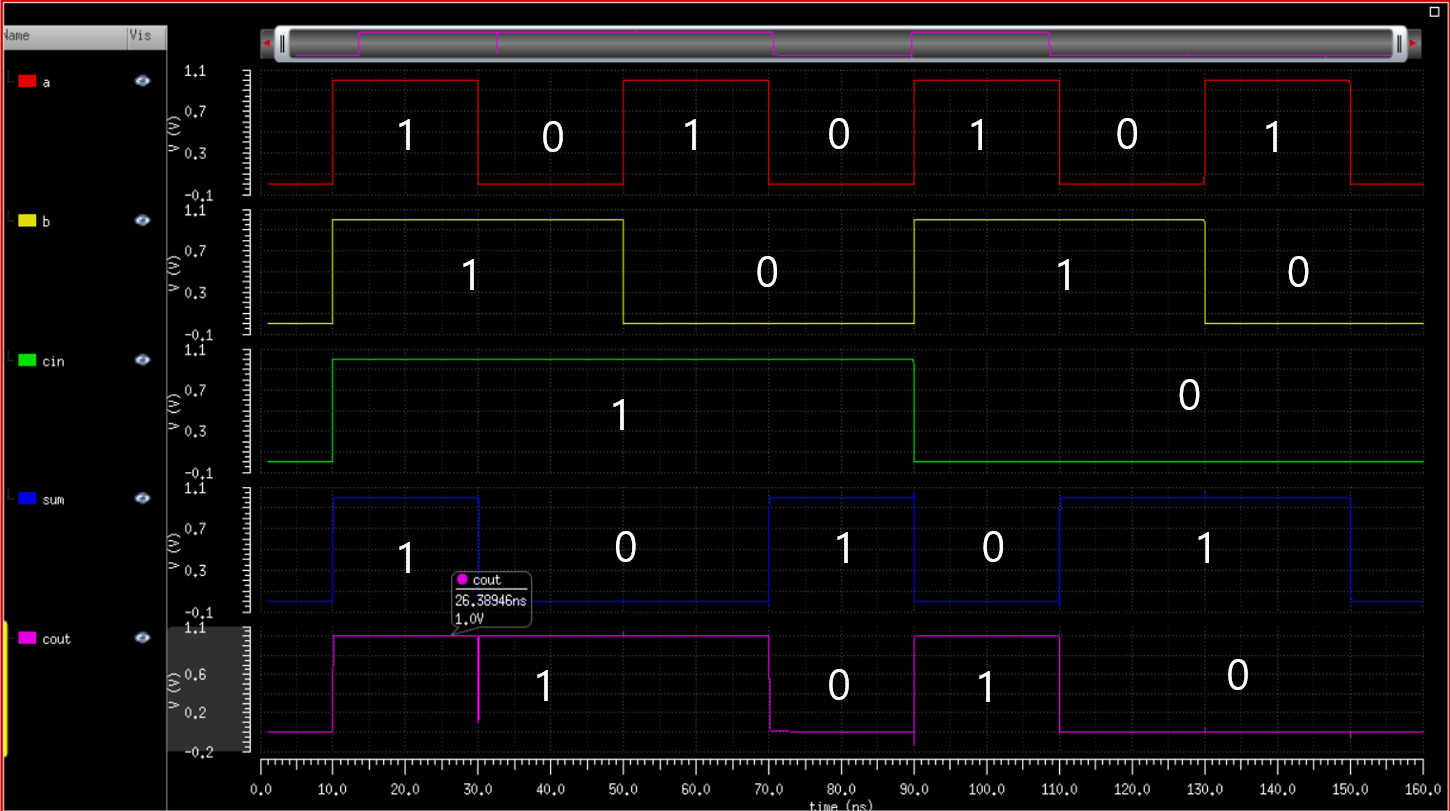 Name Vis
a
1.1
0.7
0.3
-0.1
V (V)
1 0 1 0 1 0 1
b
1.1
0.7
0.3
-0.1
V (V)
1 0 1 0
cin
1.1
0.7
0.3
-0.1
V (V)
1 0
sum
1.1
0.7
0.3
-0.1
V (V)
1 0 1 0 1
cout
26.38946ns
1.0V
cout
1.1
0.6
0.2
-0.2
V (V)
1 0 1 0
0.0 10.0 20.0 30.0 40.0 50.0 60.0 70.0 80.0 90.0 100.0 110.0 120.0 130.0 140.0 150.0 160.0
time (ns)